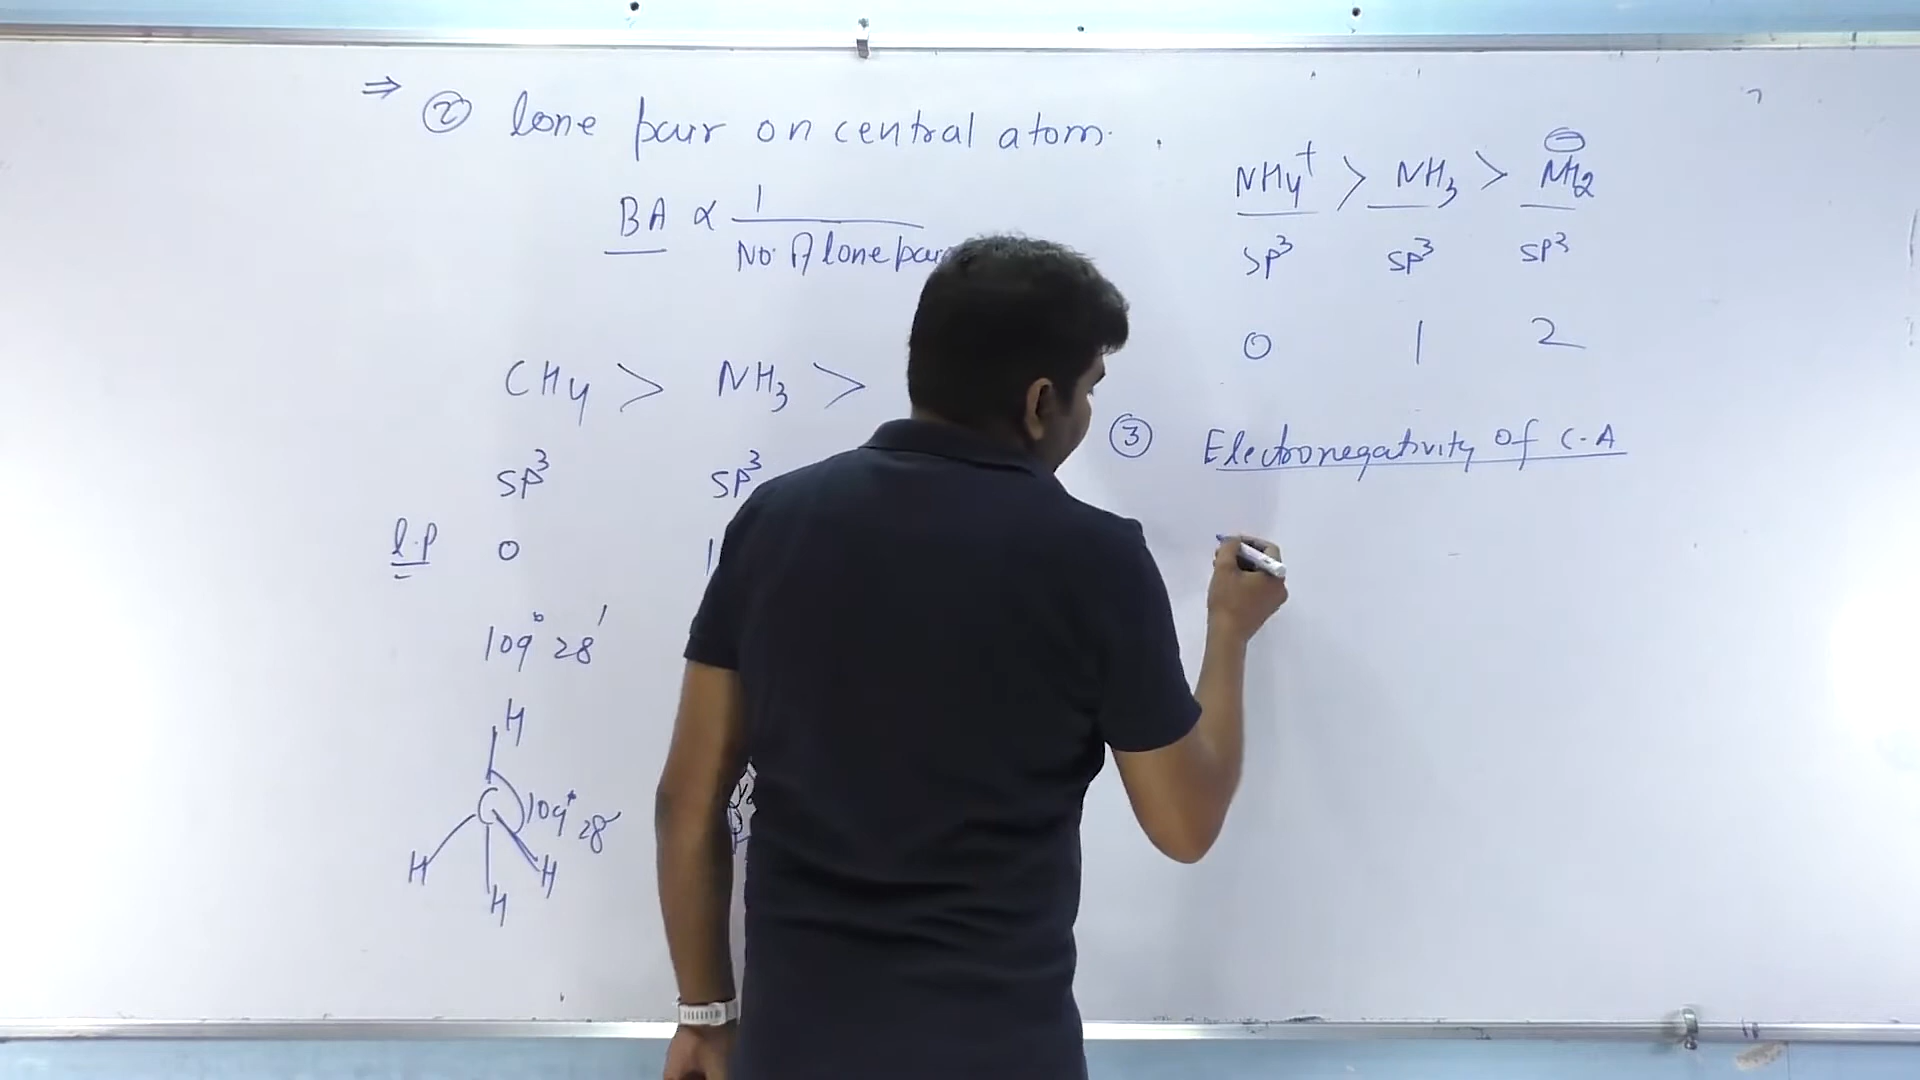 ⇒ ② lone pair on central atom.
BA ∝ 1
No. of lone pair
CH4 > NH3 >
sp³ sp³
l.p 0 1
109° 28'
H
C 109° 28'
H H
H
NH4⁺ > NH3 > NH2⊖
sp³ sp³ sp³
0 1 2
③ Electronegativity of C.A